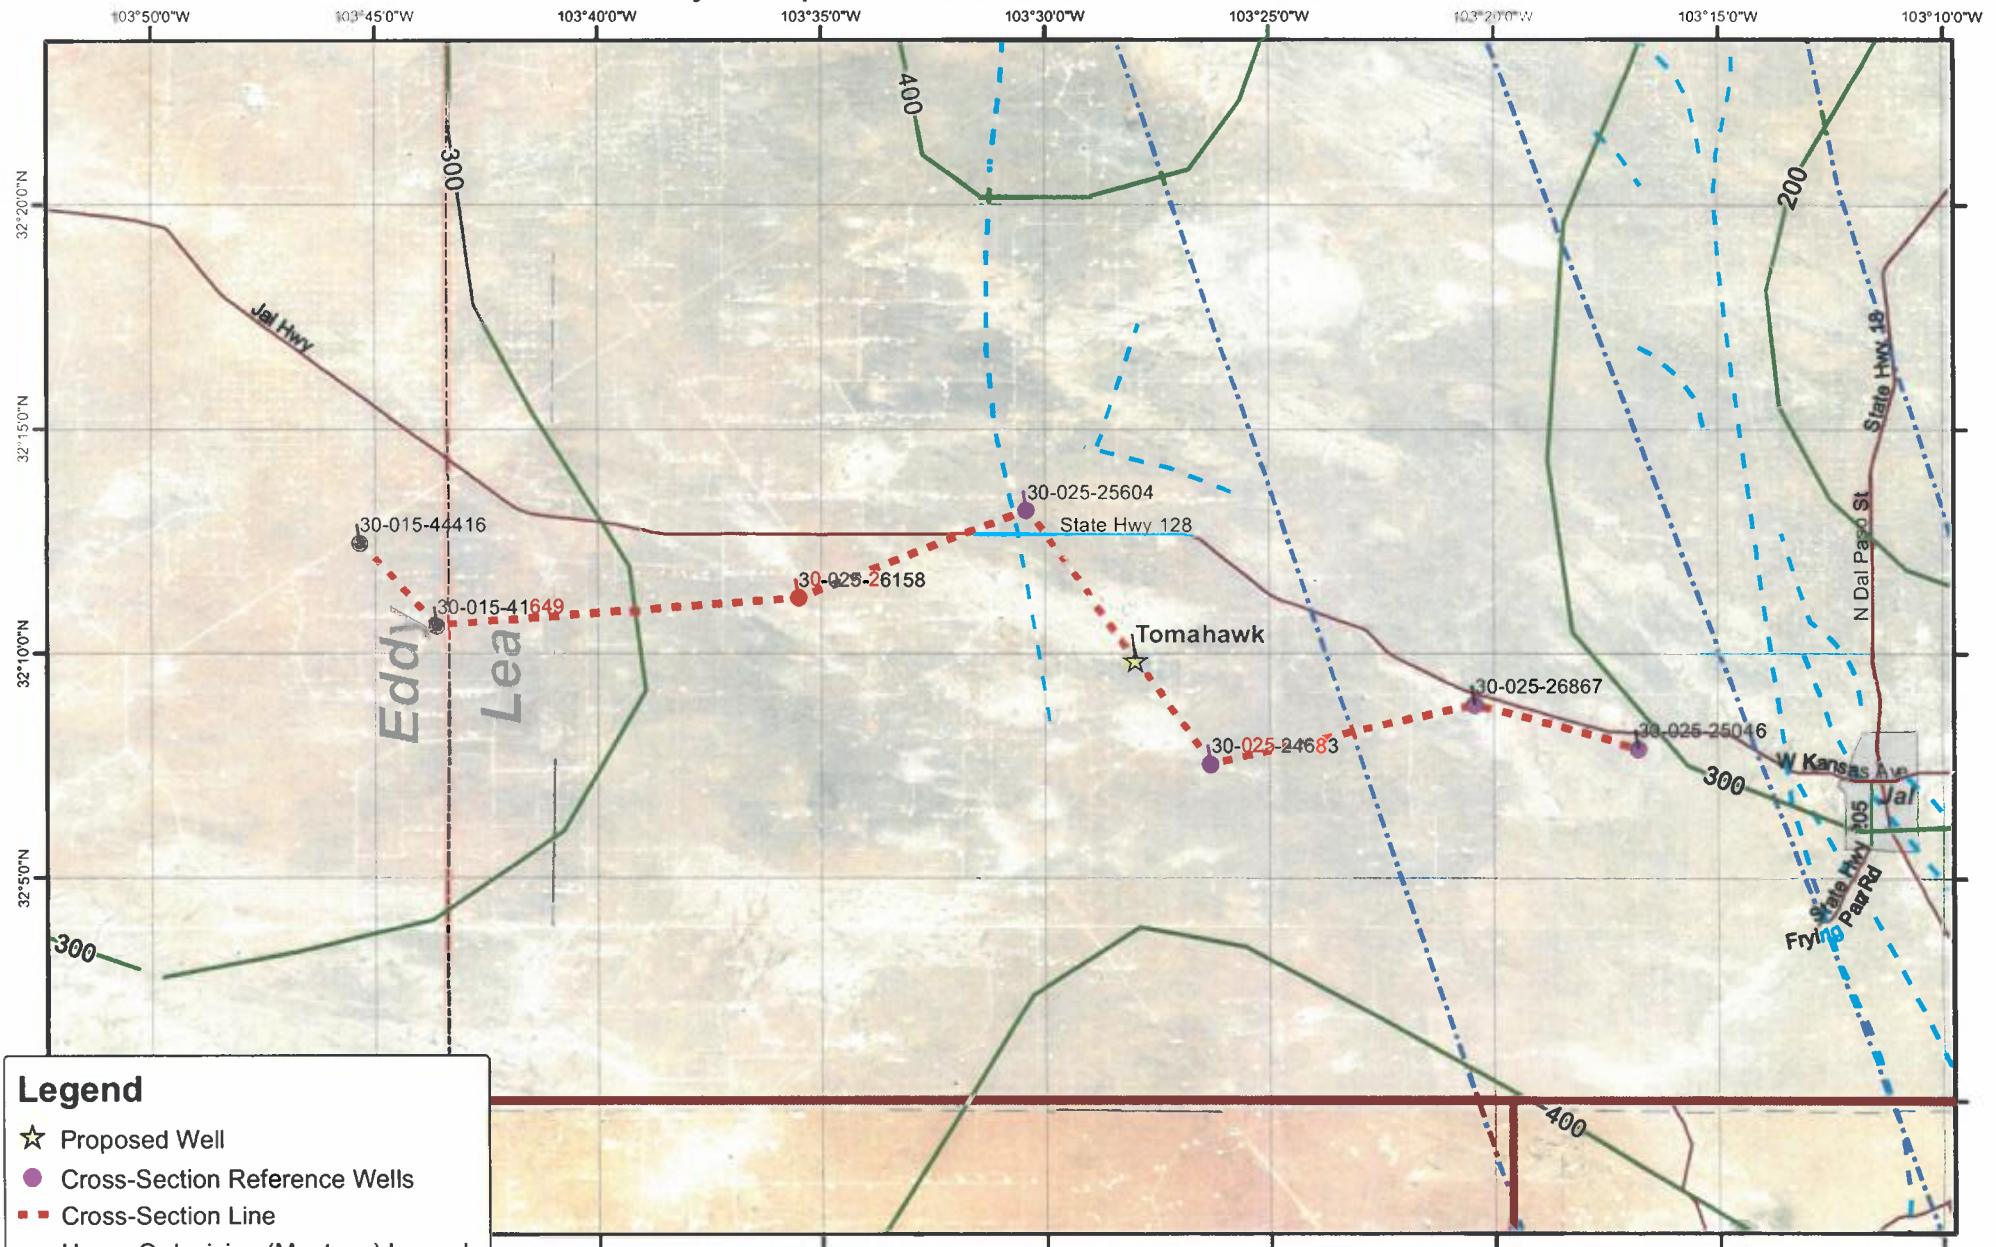 103°50'0"W 103°45'0"W 103°40'0"W 103°35'0"W 103°30'0"W 103°25'0"W 103°20'0"W 103°15'0"W 103°10'0"W
400
300
200
32°20'0"N
Jal Hwy
State Hwy 18
32°15'0"N
30-025-25604
30-015-44416
State Hwy 128
N Dal Paso St
30-025-26158
30-015-41649
Eddy
Lea
Tomahawk
32°10'0"N
30-025-26867
30-025-25046
30-025-24683
W Kansas Ave
300
Jal
State Hwy 205
32°5'0"N
Frying Pan Rd
300
400
Legend
Proposed Well
Cross-Section Reference Wells
Cross-Section Line